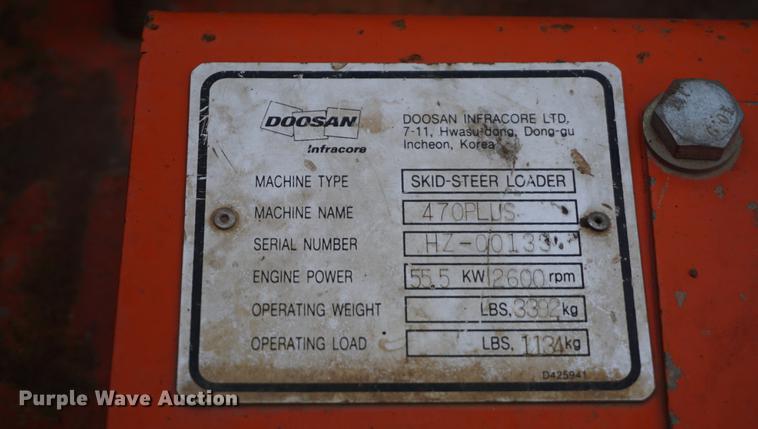 DOOSAN
Infracore
DOOSAN INFRACORE LTD.
7-11, Hwasu-dong, Dong-gu
Incheon, Korea
MACHINE TYPE SKID-STEER LOADER
MACHINE NAME 470PLUS
SERIAL NUMBER HZ-00133
ENGINE POWER 55.5 KW 2600 rpm
OPERATING WEIGHT LBS. 3392 kg
OPERATING LOAD LBS. 1134 kg
D425941
Purple Wave Auction